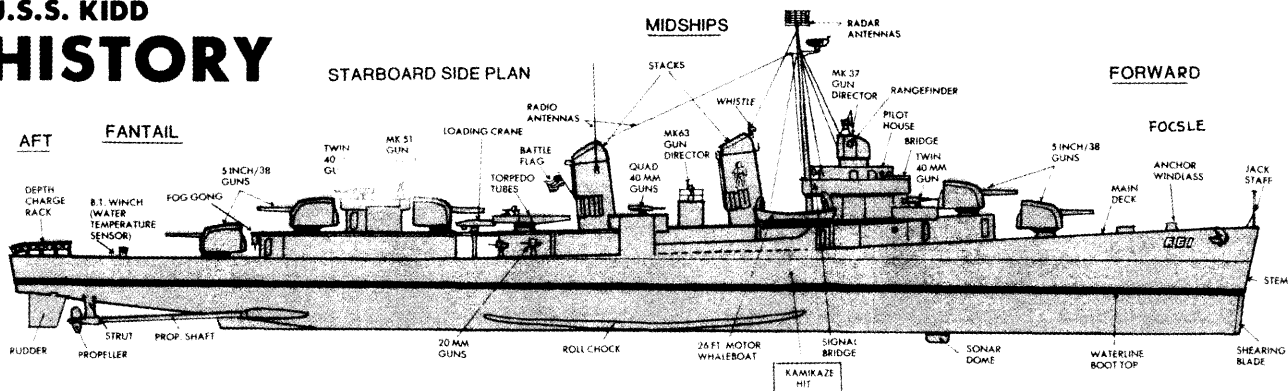 U.S.S. KIDD
HISTORY
STARBOARD SIDE PLAN
MIDSHIPS
FORWARD
AFT
FANTAIL
FOCSLE
DEPTH
CHARGE
RACK
B.T. WINCH
(WATER
TEMPERATURE
SENSOR)
FOG GONG
5 INCH/38
GUNS
TWIN
40
MK 51
GUN
LOADING CRANE
RADIO
ANTENNAS
BATTLE
FLAG
TORPEDO
TUBES
STACKS
QUAD
40 MM
GUNS
MK63
GUN
DIRECTOR
WHISTLE
RADAR
ANTENNAS
MK 37
GUN
DIRECTOR
RANGEFINDER
PILOT
HOUSE
BRIDGE
TWIN
40 MM
GUN
5 INCH/38
GUNS
MAIN
DECK
ANCHOR
WINDLASS
JACK
STAFF
STEM
RUDDER
PROPELLER
STRUT
PROP. SHAFT
20 MM
GUNS
ROLL CHOCK
26 FT. MOTOR
WHALEBOAT
KAMIKAZE
HIT
SIGNAL
BRIDGE
SONAR
DOME
WATERLINE
BOOT TOP
SHEARING
BLADE